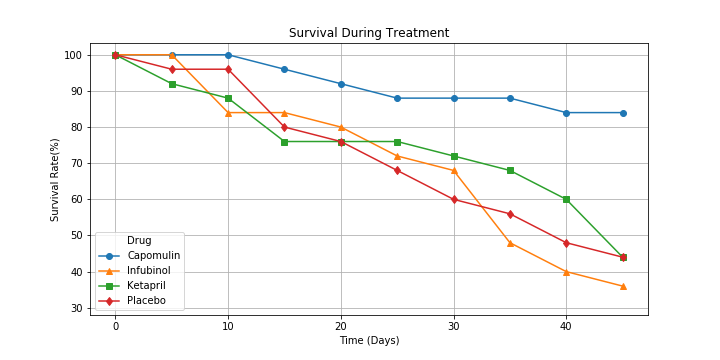 Survival During Treatment
Survival Rate(%)
100
90
80
70
60
50
40
30
Drug
Capomulin
Infubinol
Ketapril
Placebo
0 10 20 30 40
Time (Days)